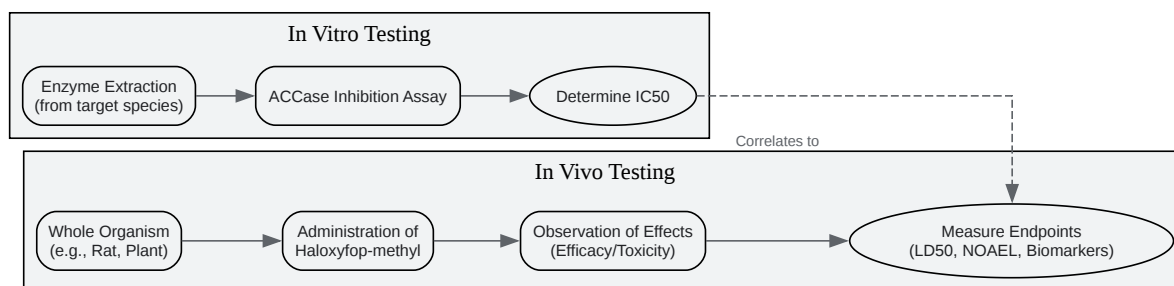 In Vitro Testing
Enzyme Extraction
(from target species)
ACCase Inhibition Assay
Determine IC50
Correlates to
In Vivo Testing
Whole Organism
(e.g., Rat, Plant)
Administration of
Haloxyfop-methyl
Observation of Effects
(Efficacy/Toxicity)
Measure Endpoints
(LD50, NOAEL, Biomarkers)